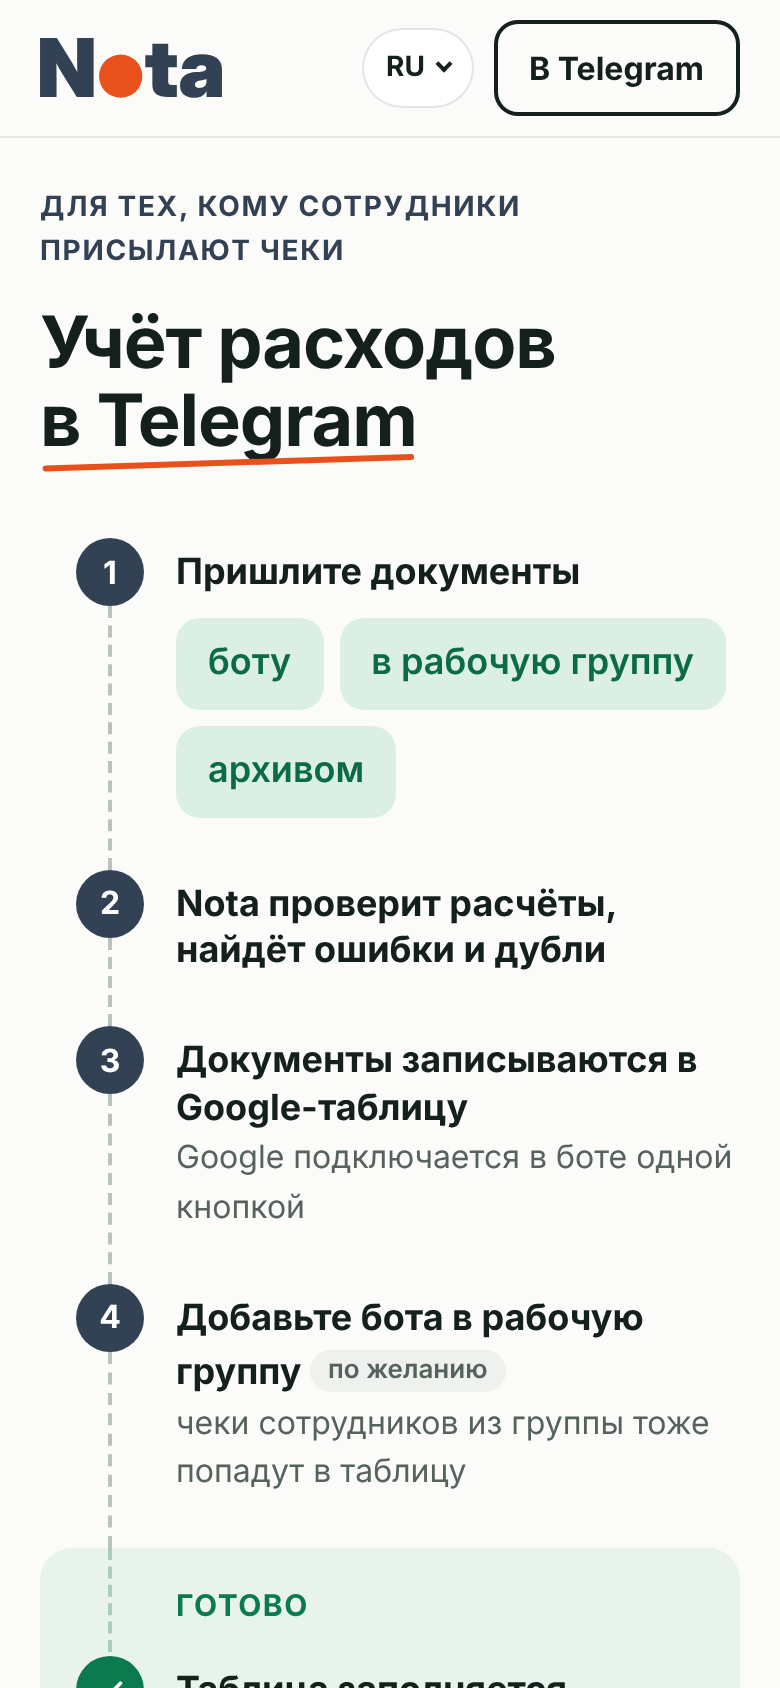 Nota
RU
В Telegram
ДЛЯ ТЕХ, КОМУ СОТРУДНИКИ
ПРИСЫЛАЮТ ЧЕКИ
Учёт расходов
в Telegram
1
Пришлите документы
боту
в рабочую группу
архивом
2
Nota проверит расчёты,
найдёт ошибки и дубли
3
Документы записываются в
Google-таблицу
Google подключается в боте одной
кнопкой
4
Добавьте бота в рабочую
группу по желанию
чеки сотрудников из группы тоже
попадут в таблицу
ГОТОВО
Таблица заполняется